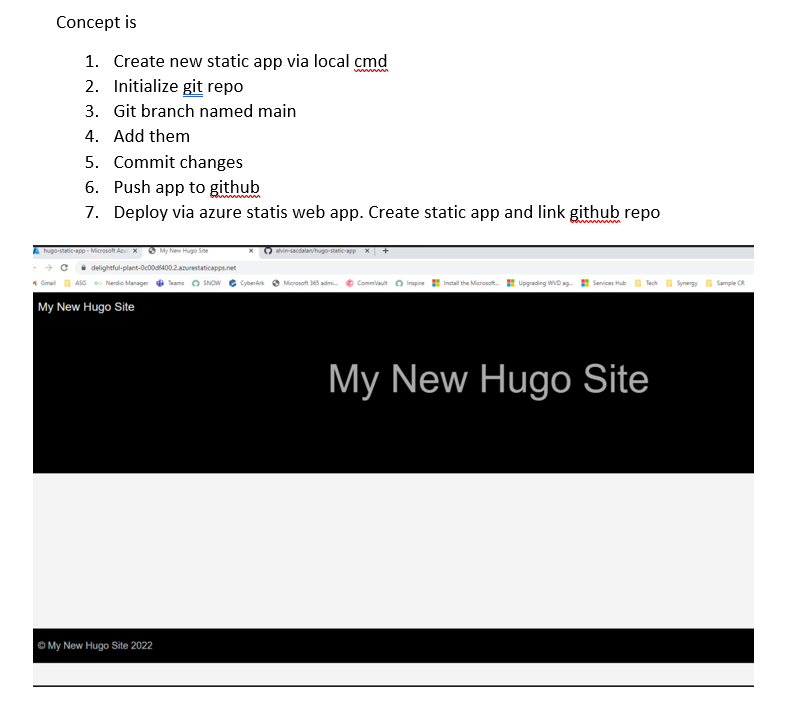 Concept is
1. Create new static app via local cmd
2. Initialize git repo
3. Git branch named main
4. Add them
5. Commit changes
6. Push app to github
7. Deploy via azure statis web app. Create static app and link github repo
hugo-static-app - Microsoft Azu × My New Hugo Site × alvin-sacdalan/hugo-static-app × +
delightful-plant-0c00df400.2.azurestaticapps.net
Gmail ASG Nerdio Manager Teams SNOW CyberArk Microsoft 365 admi... CommVault Inspire Install the Microsoft... Upgrading WVD ag... Services Hub Tech Synergy Sample CR
My New Hugo Site
My New Hugo Site
© My New Hugo Site 2022